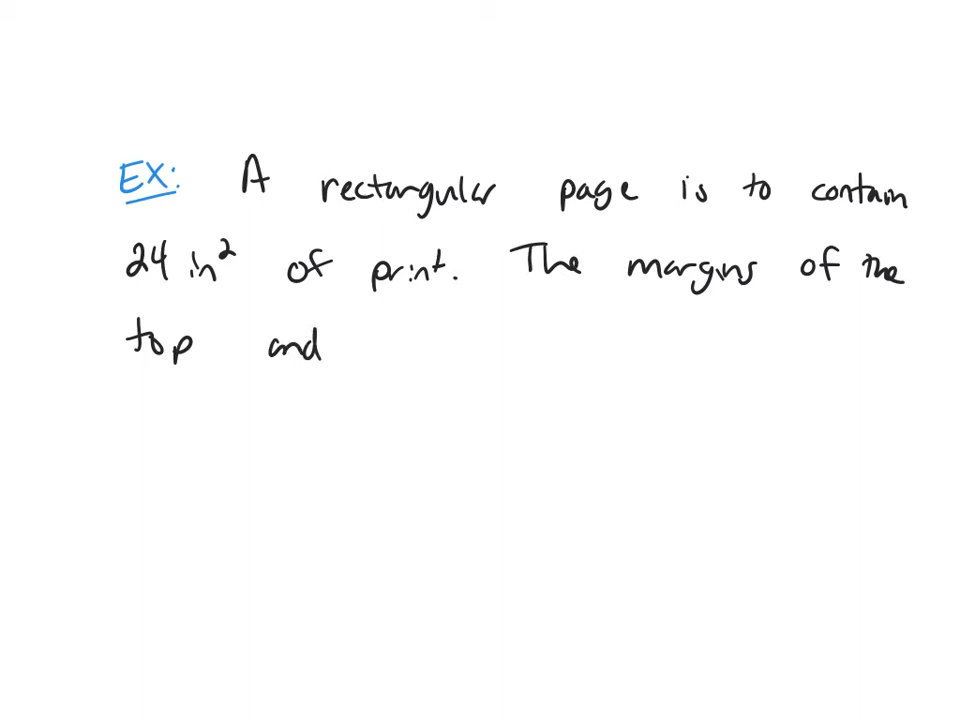 EX: A rectangular page is to contain
24 in² of print. The margins of the
top and